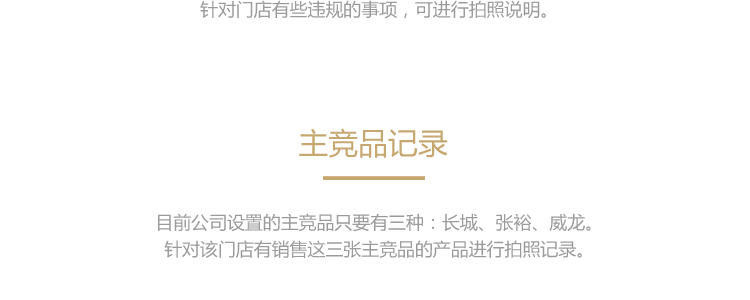 针对门店有些违规的事项，可进行拍照说明。
主竞品记录
目前公司设置的主竞品只要有三种：长城、张裕、威龙。
针对该门店有销售这三张主竞品的产品进行拍照记录。